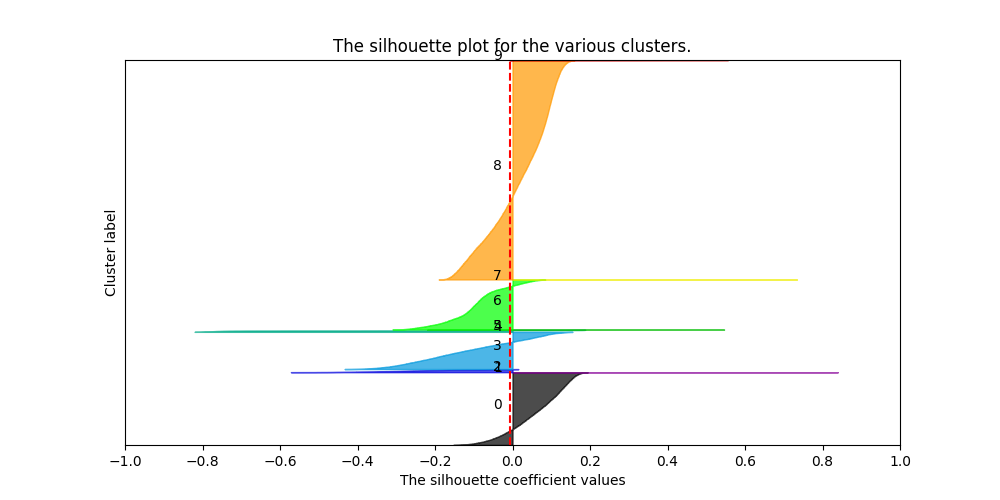 The silhouette plot for the various clusters.
9
8
7
6
5
4
3
2
1
0
Cluster label
−1.0 −0.8 −0.6 −0.4 −0.2 0.0 0.2 0.4 0.6 0.8 1.0
The silhouette coefficient values